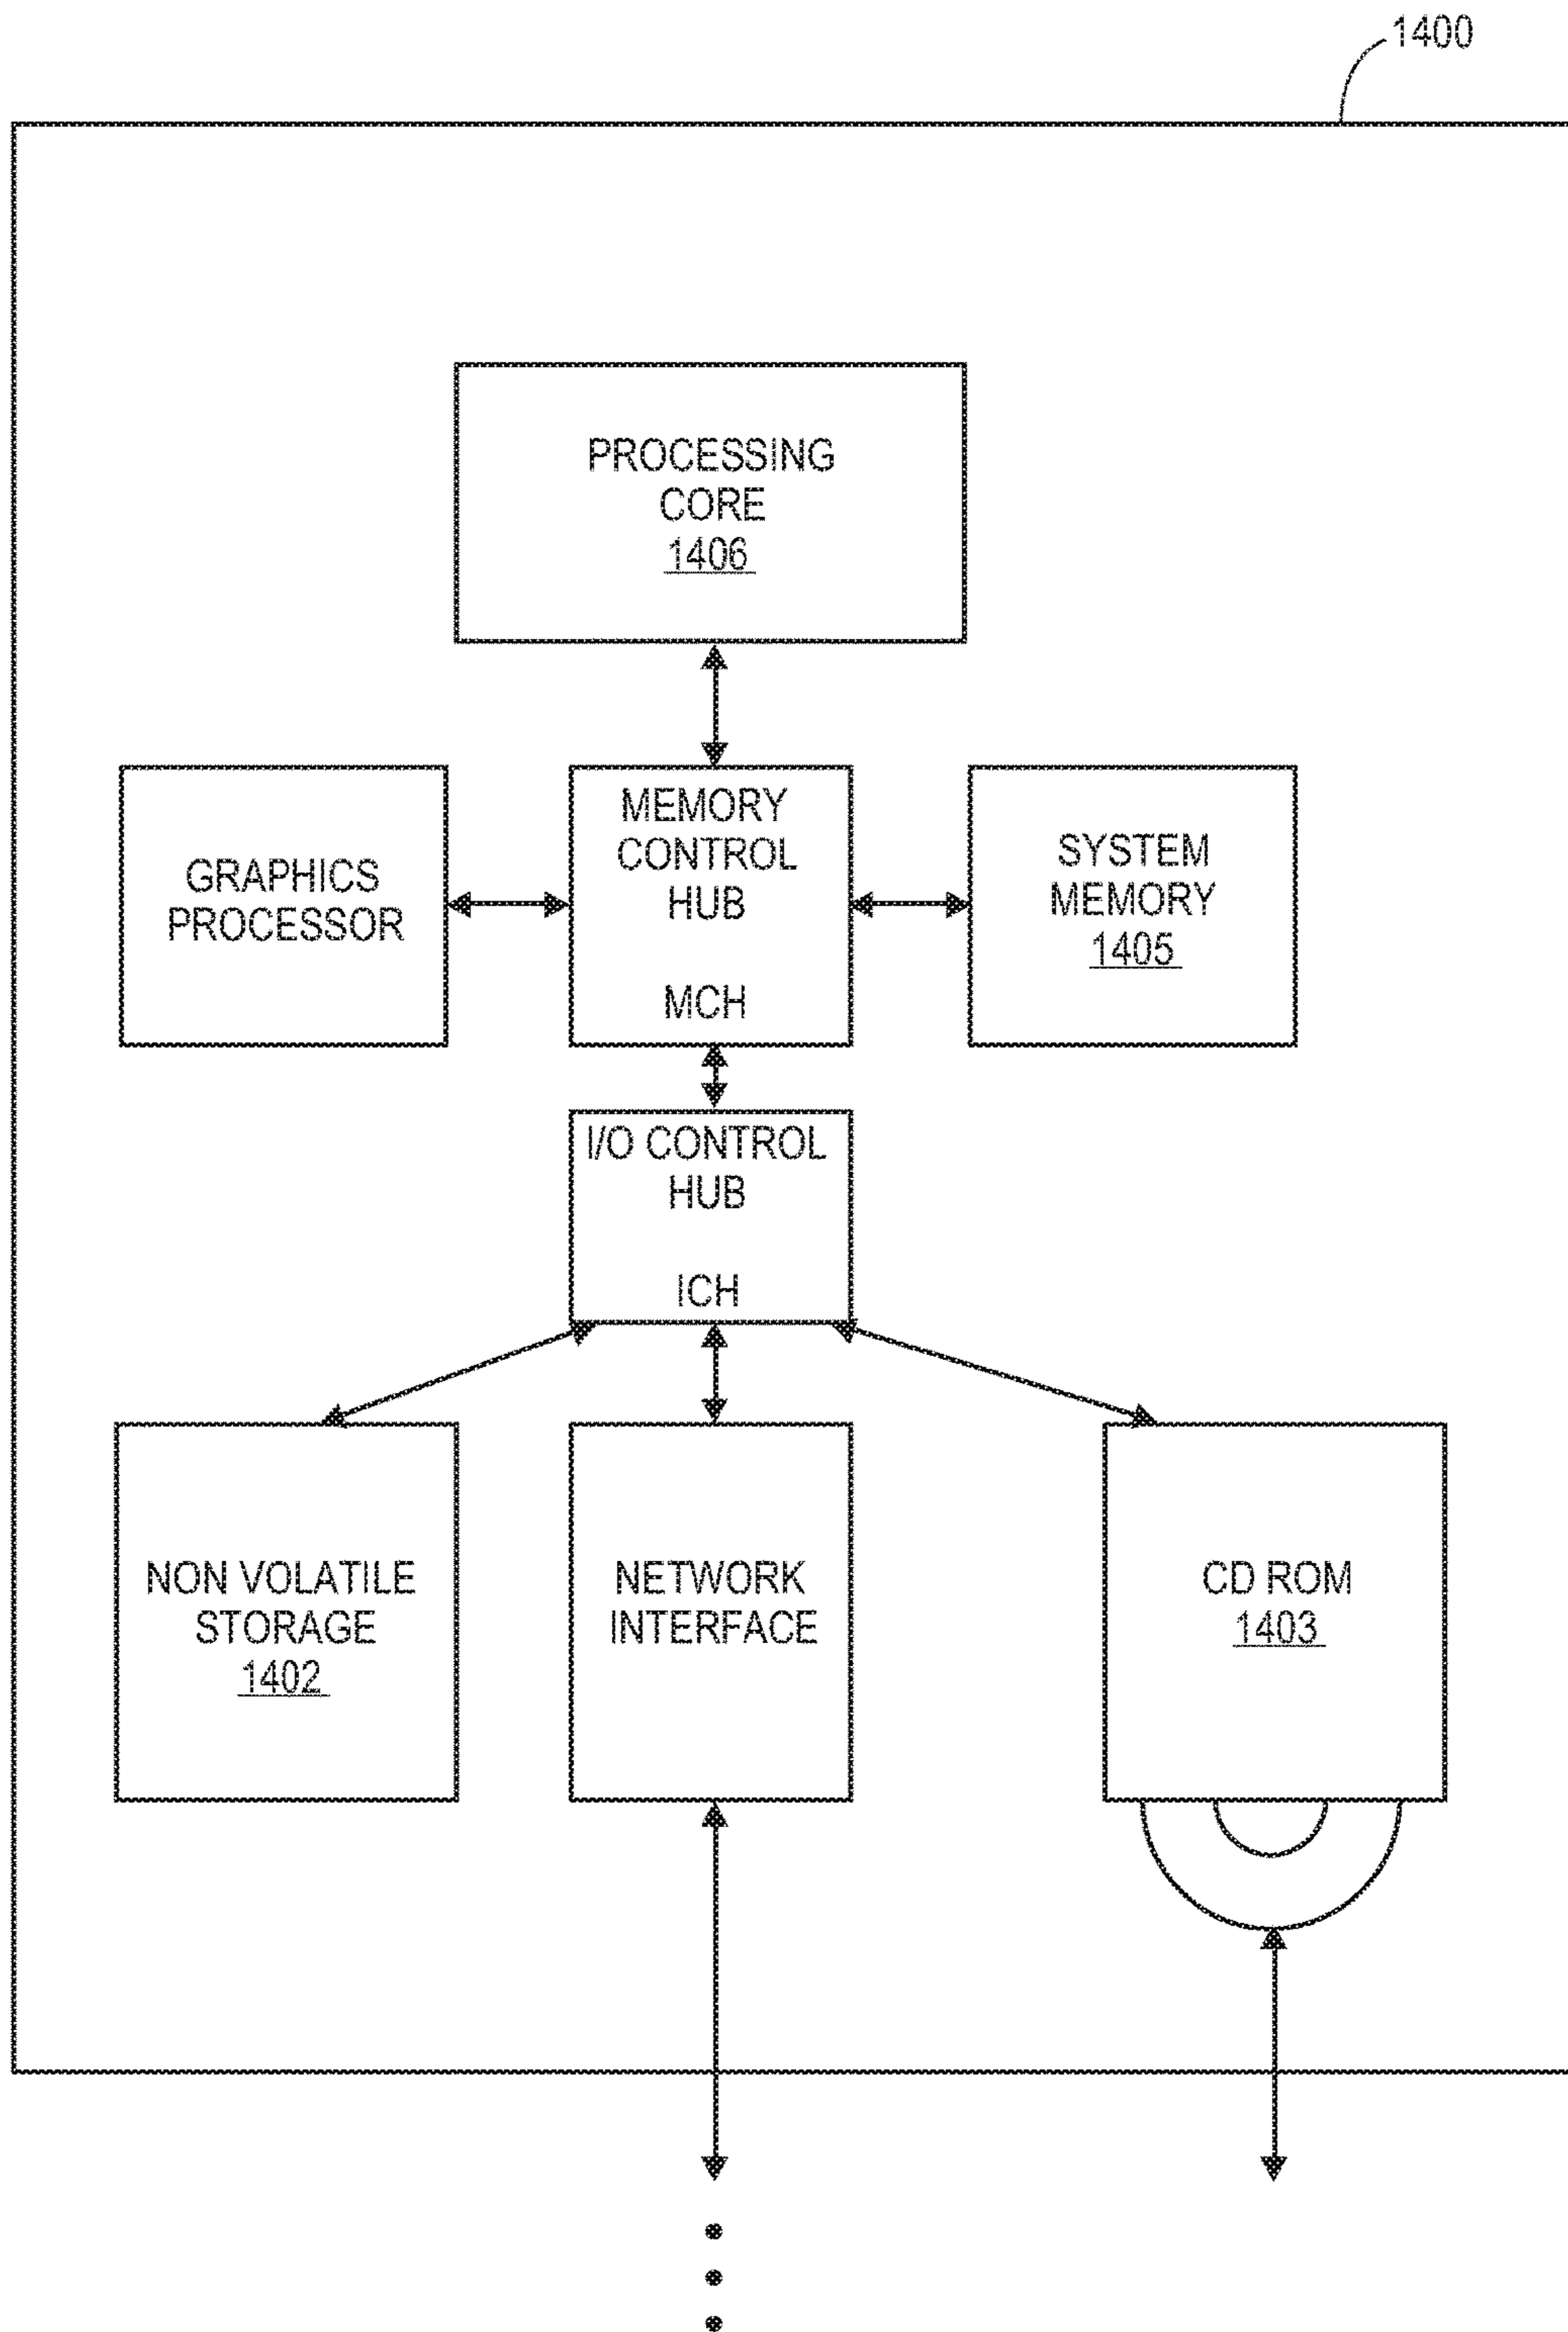 1400
PROCESSING
CORE
1406
GRAPHICS
PROCESSOR
MEMORY
CONTROL
HUB
MCH
SYSTEM
MEMORY
1405
I/O CONTROL
HUB
ICH
NON VOLATILE
STORAGE
1402
NETWORK
INTERFACE
CD ROM
1403